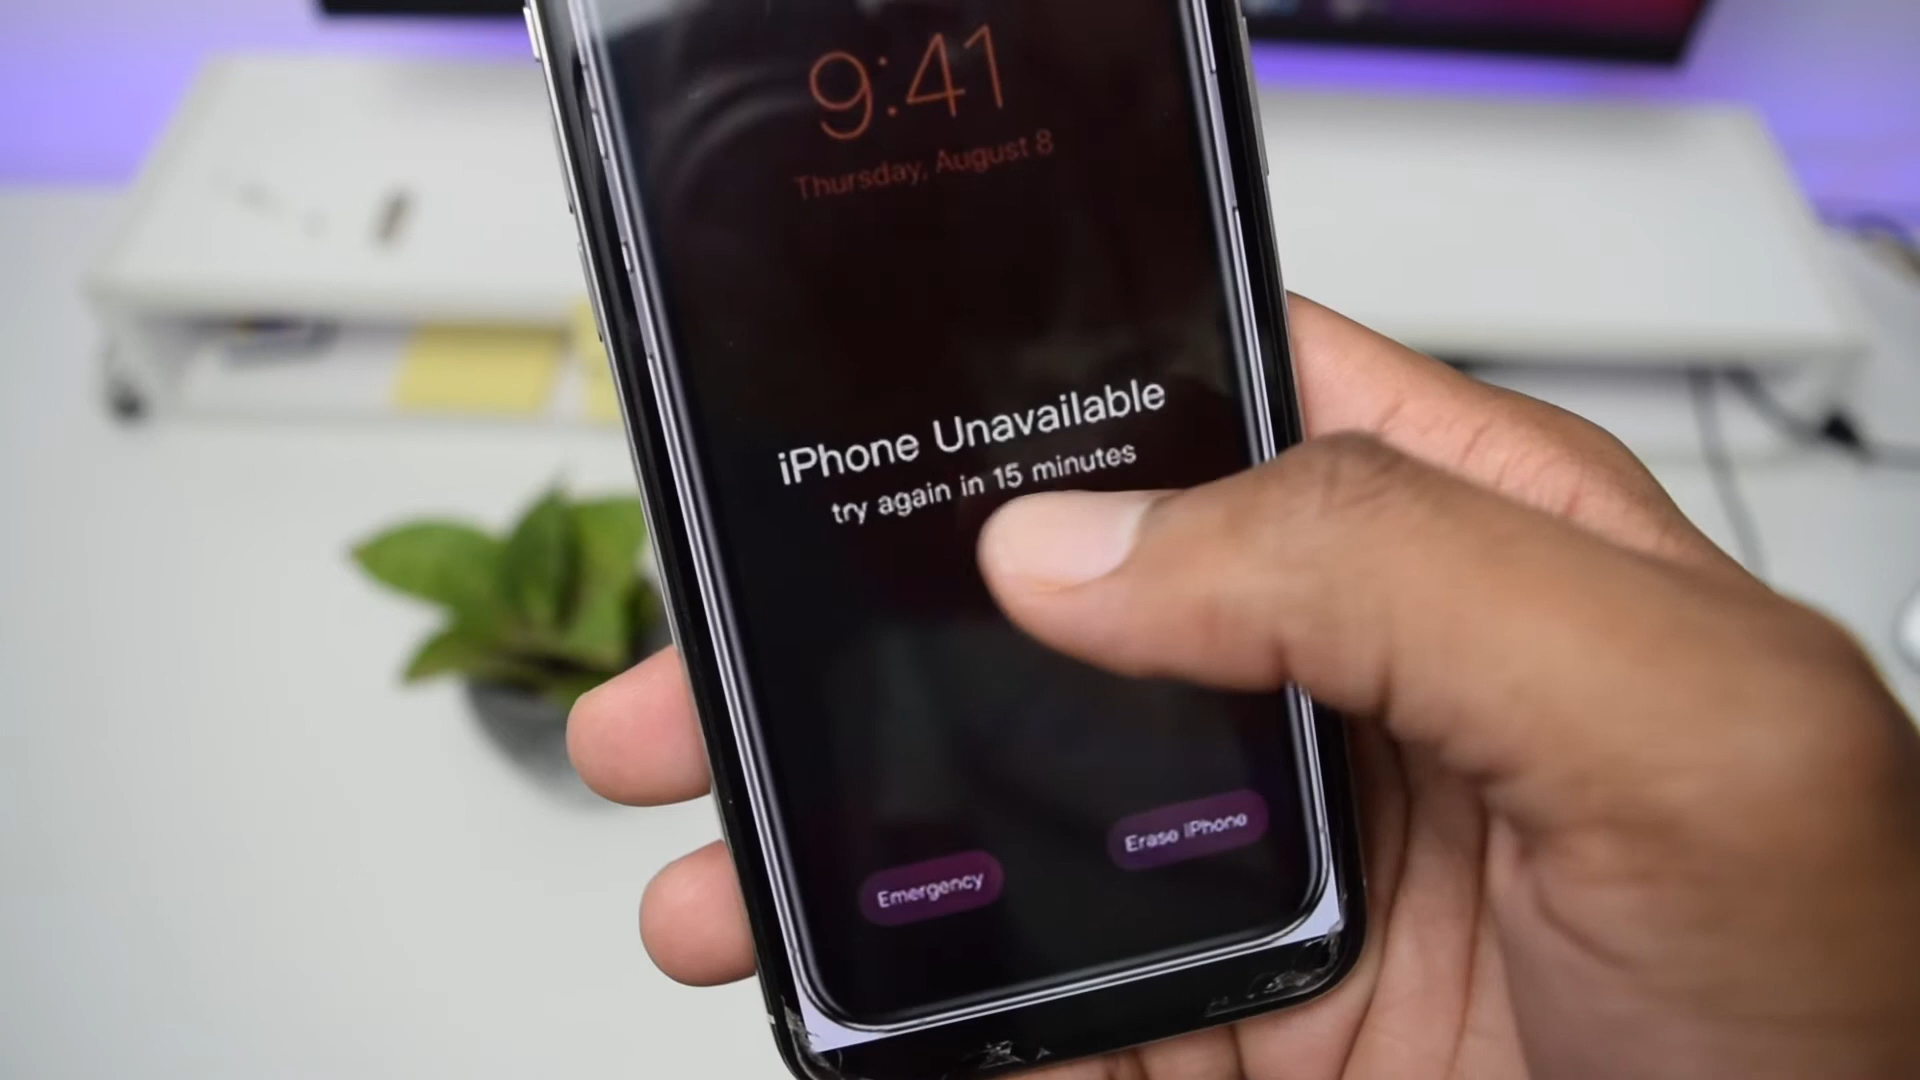 9:41
Thursday, August 8
iPhone Unavailable
try again in 15 minutes
Erase iPhone
Emergency